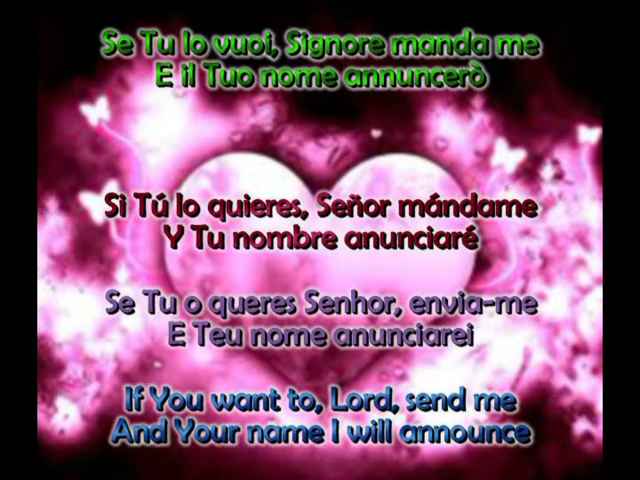 Se Tu lo vuoi, Signore manda me
E il Tuo nome annuncerò
Si Tú lo quieres, Señor mándame
Y Tu nombre anunciaré
Se Tu o queres Senhor, envia-me
E Teu nome anunciarei
If You want to, Lord, send me
And Your name I will announce